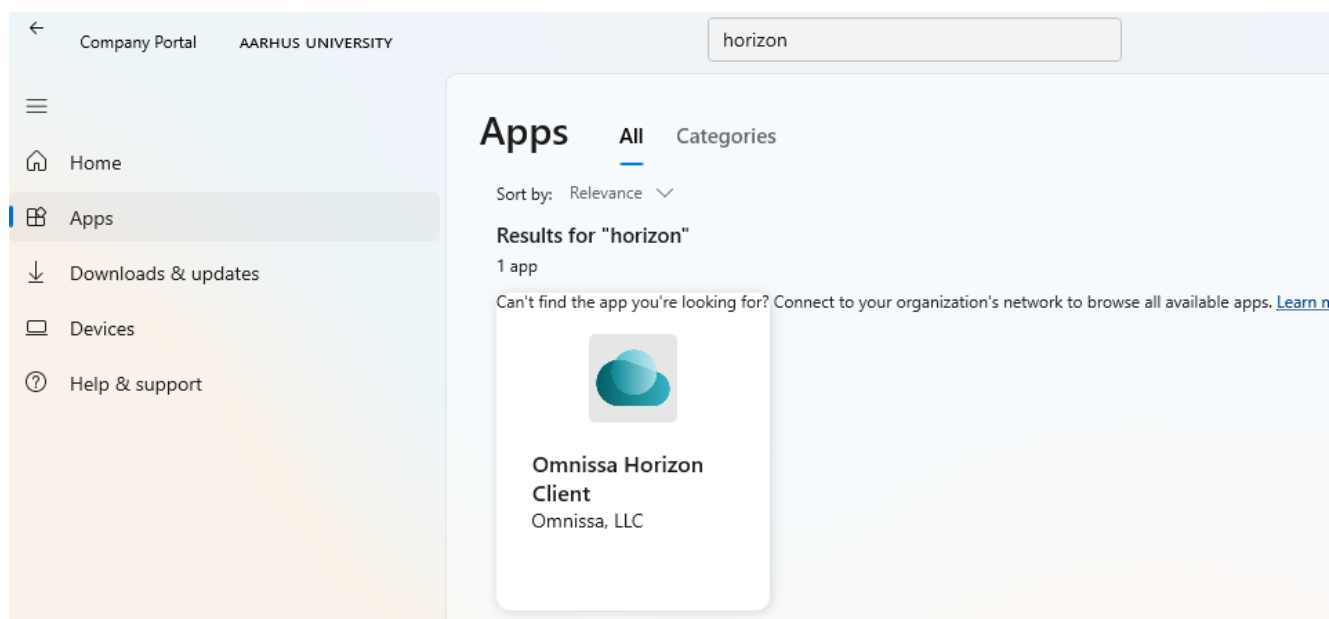 Company Portal AARHUS UNIVERSITY
horizon
Home
Apps
Downloads & updates
Devices
Help & support
Apps All Categories
Sort by: Relevance
Results for "horizon"
1 app
Can't find the app you're looking for? Connect to your organization's network to browse all available apps. Learn
Omnissa Horizon
Client
Omnissa, LLC